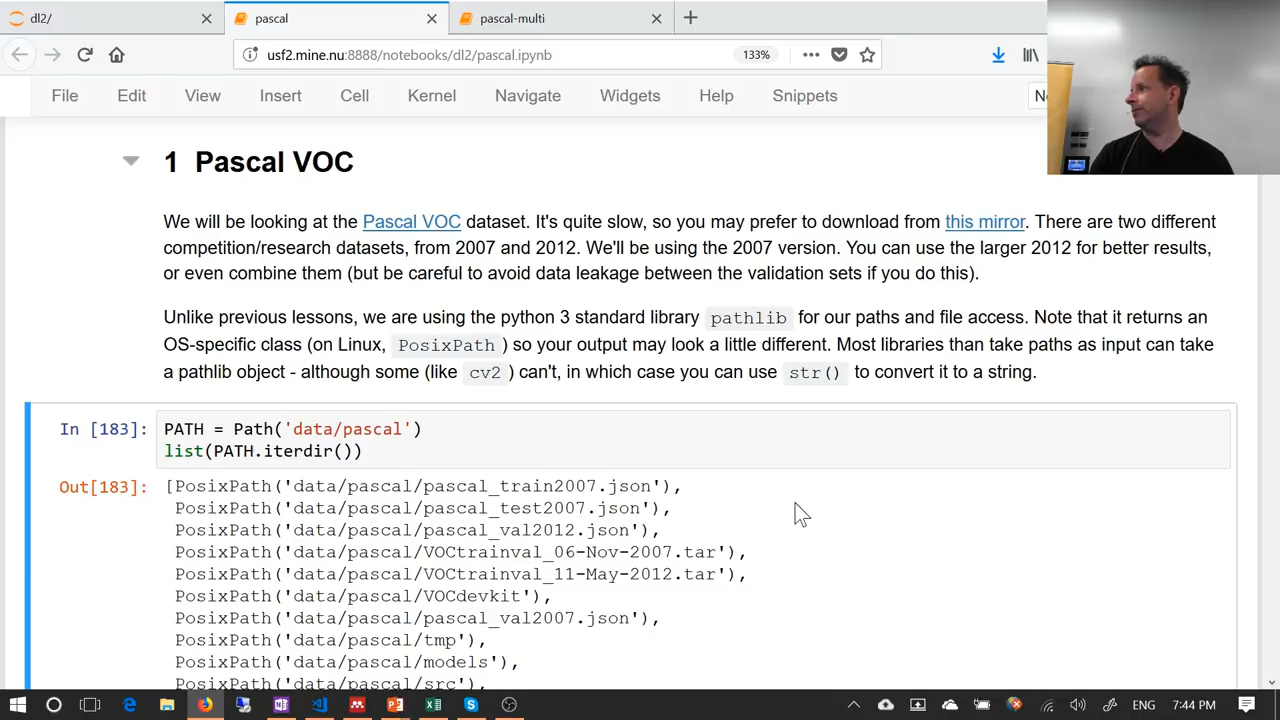 dl2/
pascal
pascal-multi
usf2.mine.nu:8888/notebooks/dl2/pascal.ipynb
133%
File Edit View Insert Cell Kernel Navigate Widgets Help Snippets
1 Pascal VOC
We will be looking at the Pascal VOC dataset. It's quite slow, so you may prefer to download from this mirror. There are two different
competition/research datasets, from 2007 and 2012. We'll be using the 2007 version. You can use the larger 2012 for better results,
or even combine them (but be careful to avoid data leakage between the validation sets if you do this).
Unlike previous lessons, we are using the python 3 standard library pathlib for our paths and file access. Note that it returns an
OS-specific class (on Linux, PosixPath ) so your output may look a little different. Most libraries than take paths as input can take
a pathlib object - although some (like cv2 ) can't, in which case you can use str() to convert it to a string.
In [183]: PATH = Path('data/pascal')
list(PATH.iterdir())
Out[183]: [PosixPath('data/pascal/pascal_train2007.json'),
PosixPath('data/pascal/pascal_test2007.json'),
PosixPath('data/pascal/pascal_val2012.json'),
PosixPath('data/pascal/VOCtrainval_06-Nov-2007.tar'),
PosixPath('data/pascal/VOCtrainval_11-May-2012.tar'),
PosixPath('data/pascal/VOCdevkit'),
PosixPath('data/pascal/pascal_val2007.json'),
PosixPath('data/pascal/tmp'),
PosixPath('data/pascal/models'),
PosixPath('data/pascal/src'),
ENG 7:44 PM